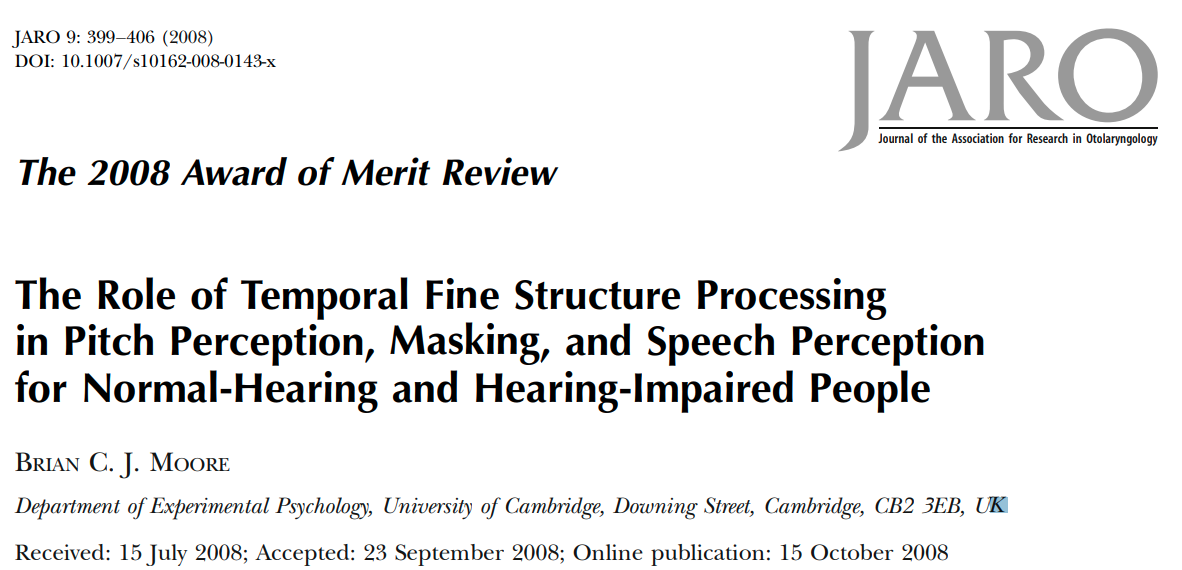 JARO 9: 399–406 (2008)
DOI: 10.1007/s10162-008-0143-x
JARO
Journal of the Association for Research in Otolaryngology
The 2008 Award of Merit Review
The Role of Temporal Fine Structure Processing
in Pitch Perception, Masking, and Speech Perception
for Normal-Hearing and Hearing-Impaired People
BRIAN C. J. MOORE
Department of Experimental Psychology, University of Cambridge, Downing Street, Cambridge, CB2 3EB, UK
Received: 15 July 2008; Accepted: 23 September 2008; Online publication: 15 October 2008